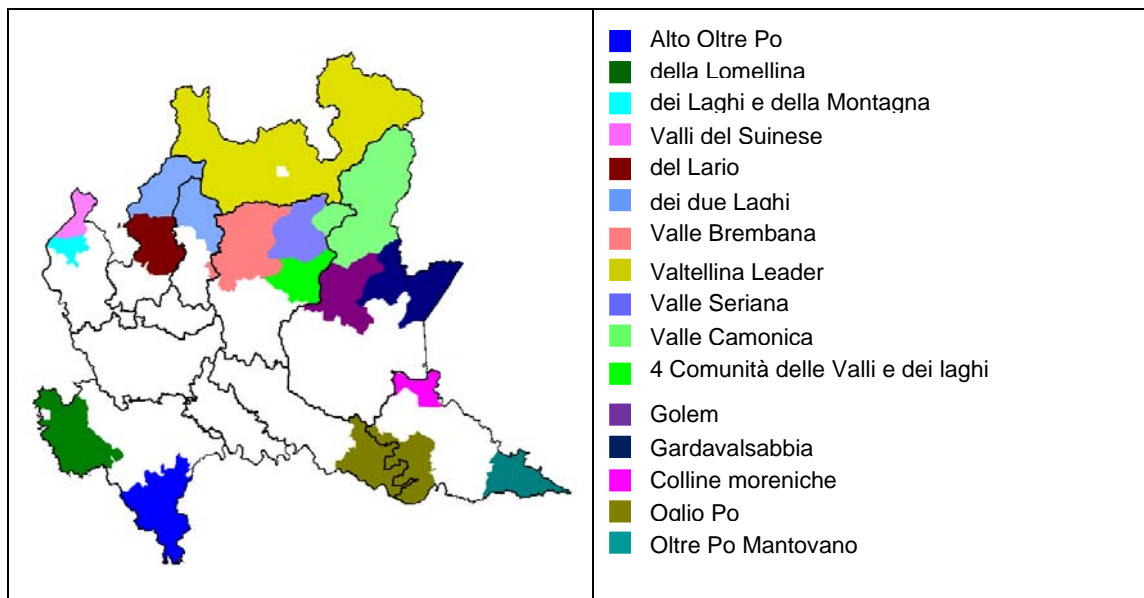 Alto Oltre Po
della Lomellina
dei Laghi e della Montagna
Valli del Suinese
del Lario
dei due Laghi
Valle Brembana
Valtellina Leader
Valle Seriana
Valle Camonica
4 Comunità delle Valli e dei laghi
Golem
Gardavalsabbia
Colline moreniche
Oglio Po
Oltre Po Mantovano